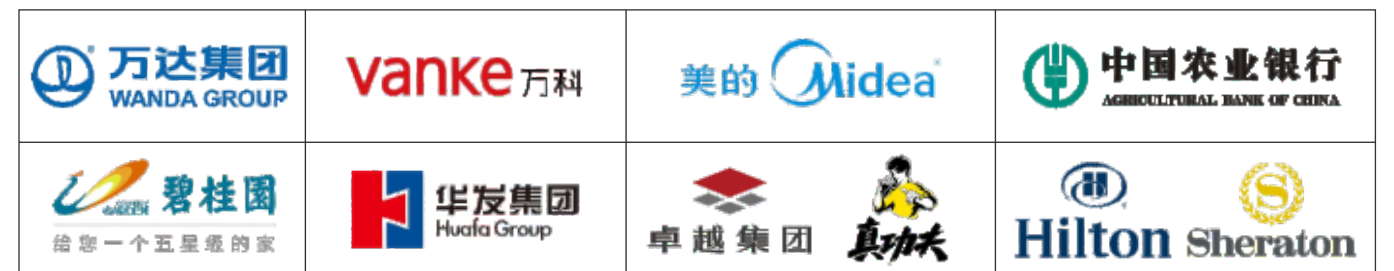 万达集团
WANDA GROUP
vanke 万科
美的 Midea
中国农业银行
AGRICULTURAL BANK OF CHINA
碧桂園
给您一个五星级的家
华发集团
Huafa Group
卓越集团
真功夫
Hilton
S
Sheraton